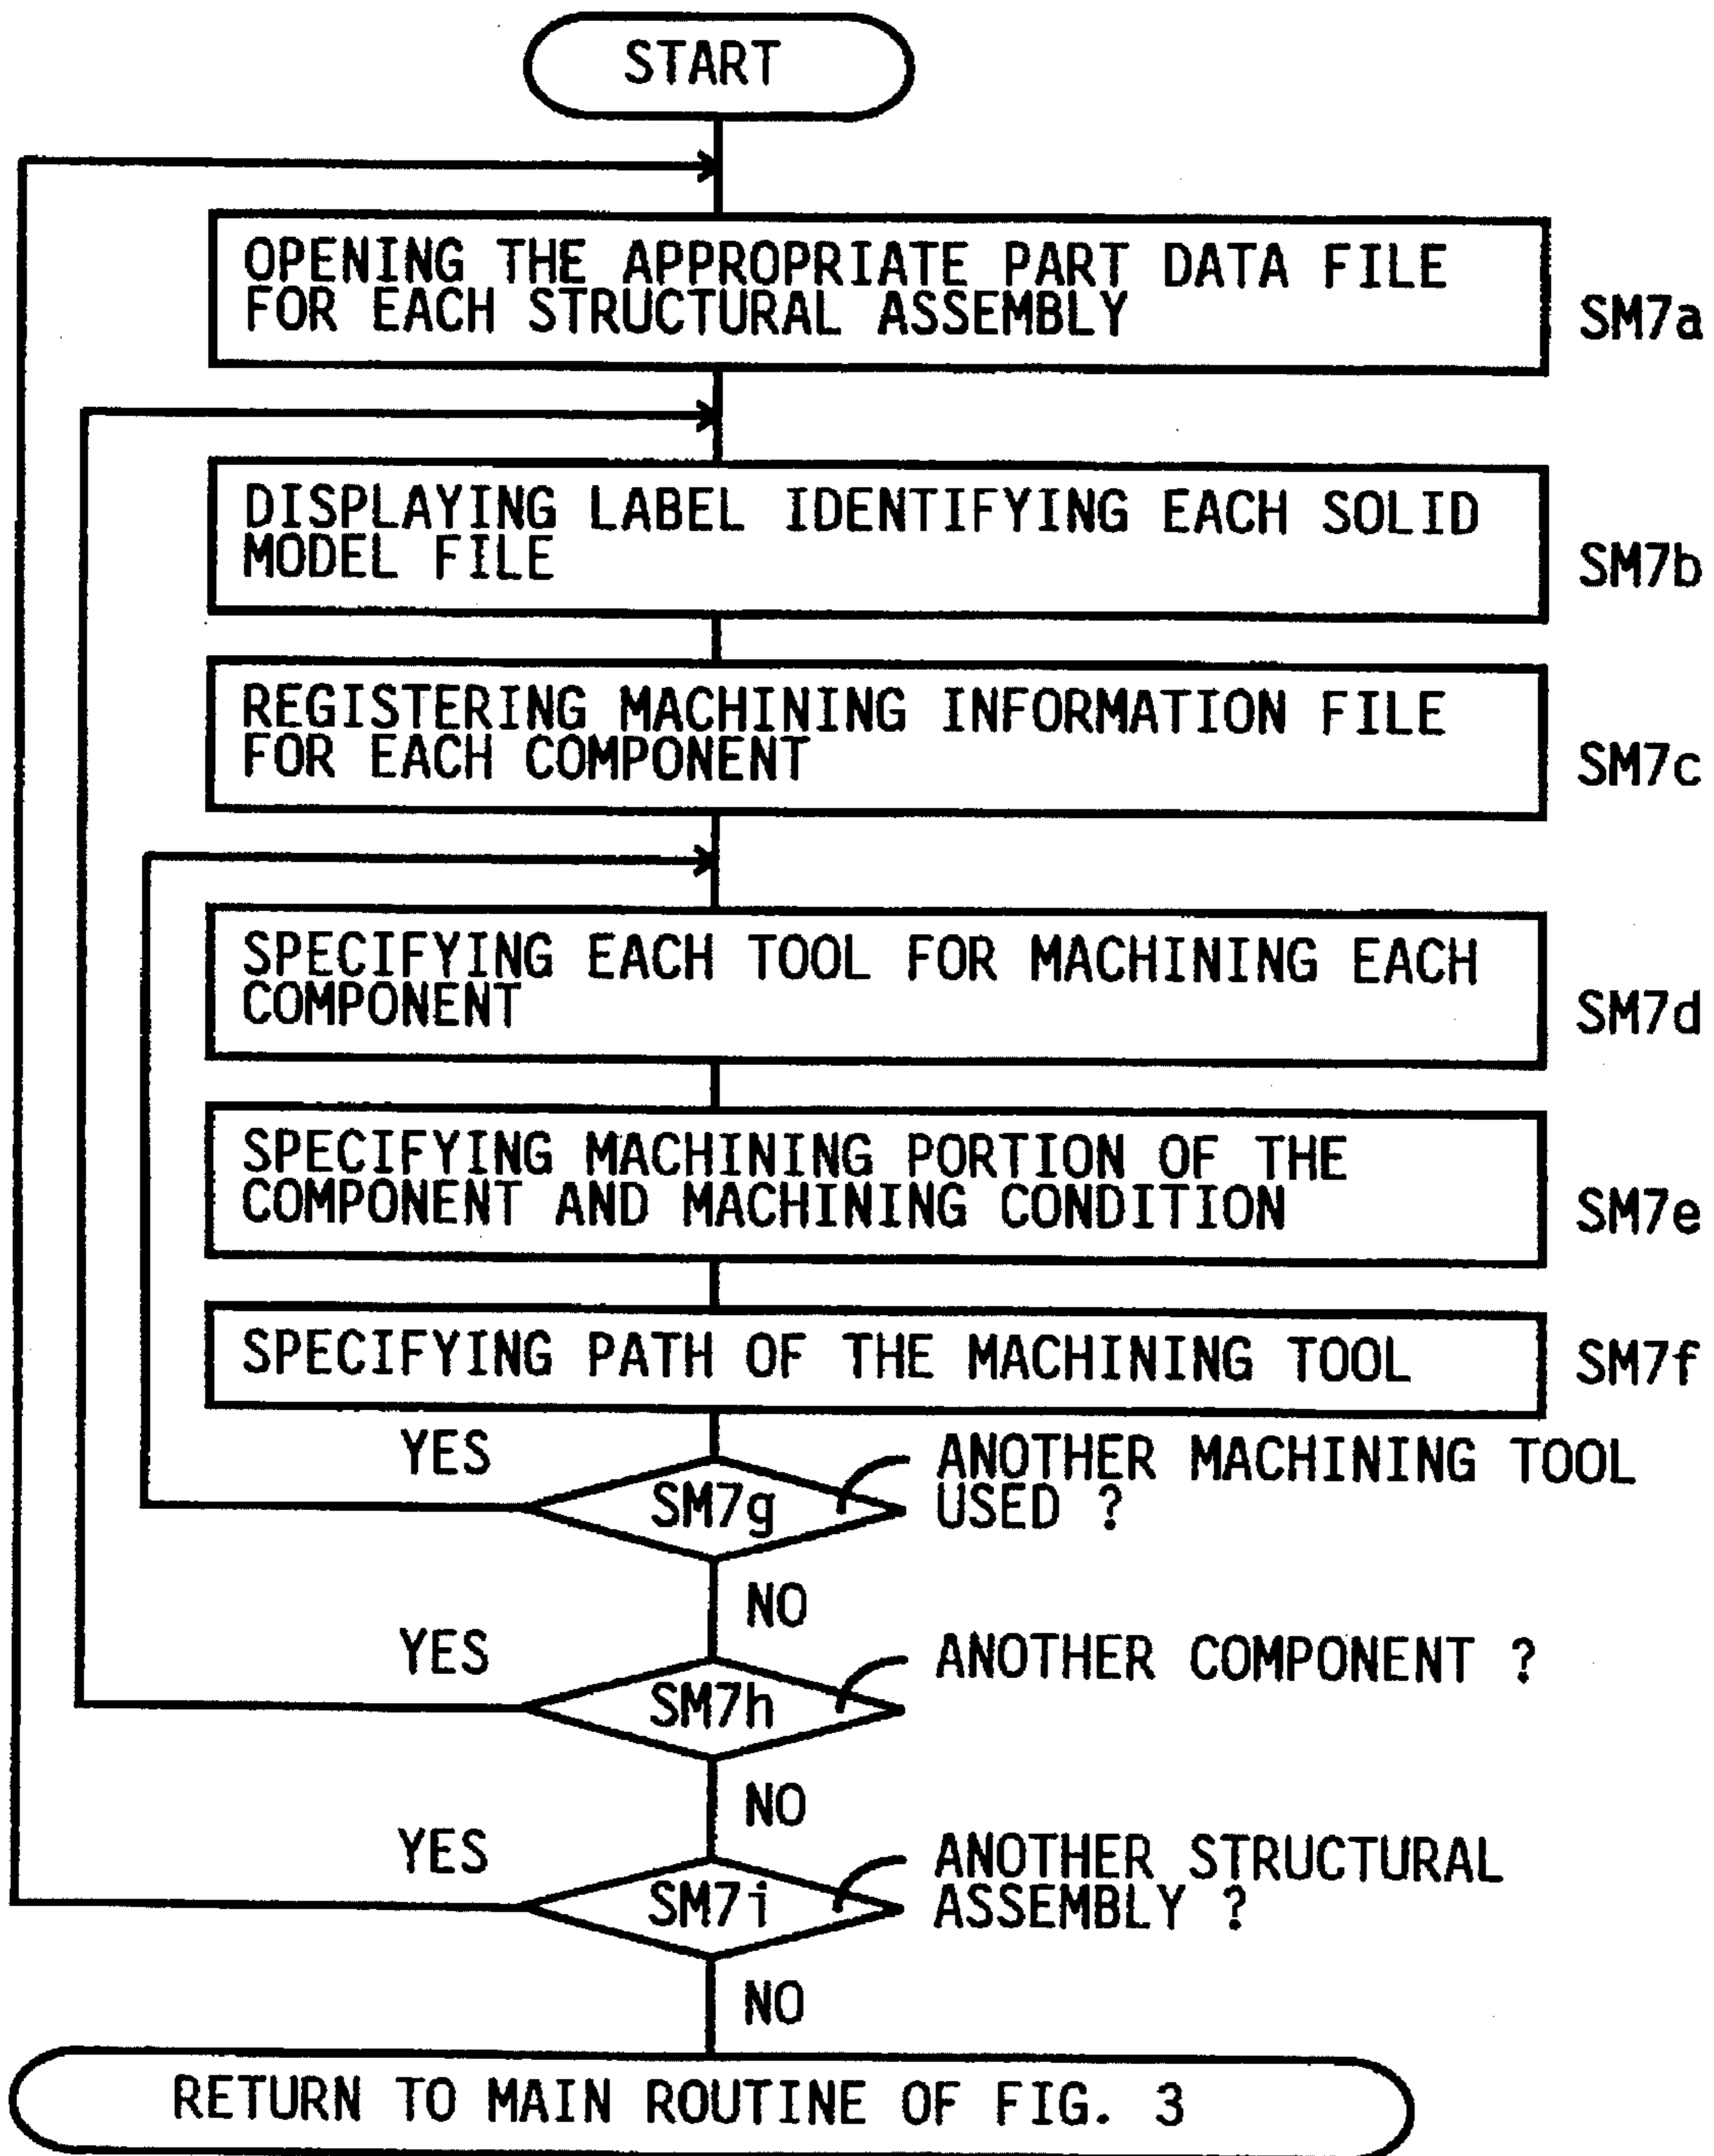 START
OPENING THE APPROPRIATE PART DATA FILE
FOR EACH STRUCTURAL ASSEMBLY
SM7a
DISPLAYING LABEL IDENTIFYING EACH SOLID
MODEL FILE
SM7b
REGISTERING MACHINING INFORMATION FILE
FOR EACH COMPONENT
SM7c
SPECIFYING EACH TOOL FOR MACHINING EACH
COMPONENT
SM7d
SPECIFYING MACHINING PORTION OF THE
COMPONENT AND MACHINING CONDITION
SM7e
SPECIFYING PATH OF THE MACHINING TOOL
SM7f
YES
SM7g
ANOTHER MACHINING TOOL
USED ?
NO
YES
SM7h
ANOTHER COMPONENT ?
NO
YES
SM7i
ANOTHER STRUCTURAL
ASSEMBLY ?
NO
RETURN TO MAIN ROUTINE OF FIG. 3